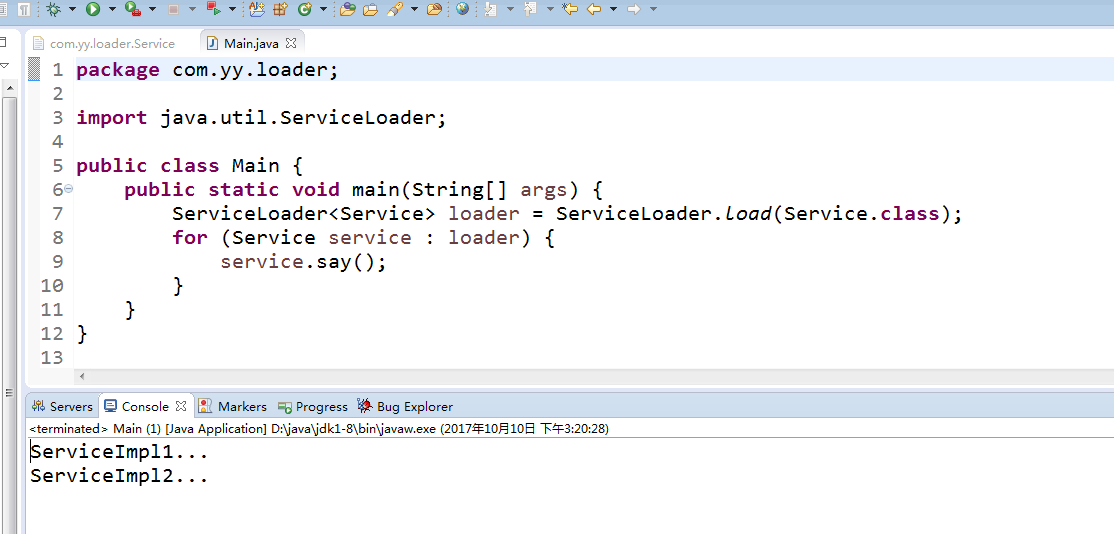 com.yy.loader.Service
Main.java
1 package com.yy.loader;
2
3 import java.util.ServiceLoader;
4
5 public class Main {
6 public static void main(String[] args) {
7 ServiceLoader<Service> loader = ServiceLoader.load(Service.class);
8 for (Service service : loader) {
9 service.say();
10 }
11 }
12 }
13
Servers Console Markers Progress Bug Explorer
<terminated> Main (1) [Java Application] D:\java\jdk1-8\bin\javaw.exe (2017年10月10日 下午3:20:28)
ServiceImpl1...
ServiceImpl2...